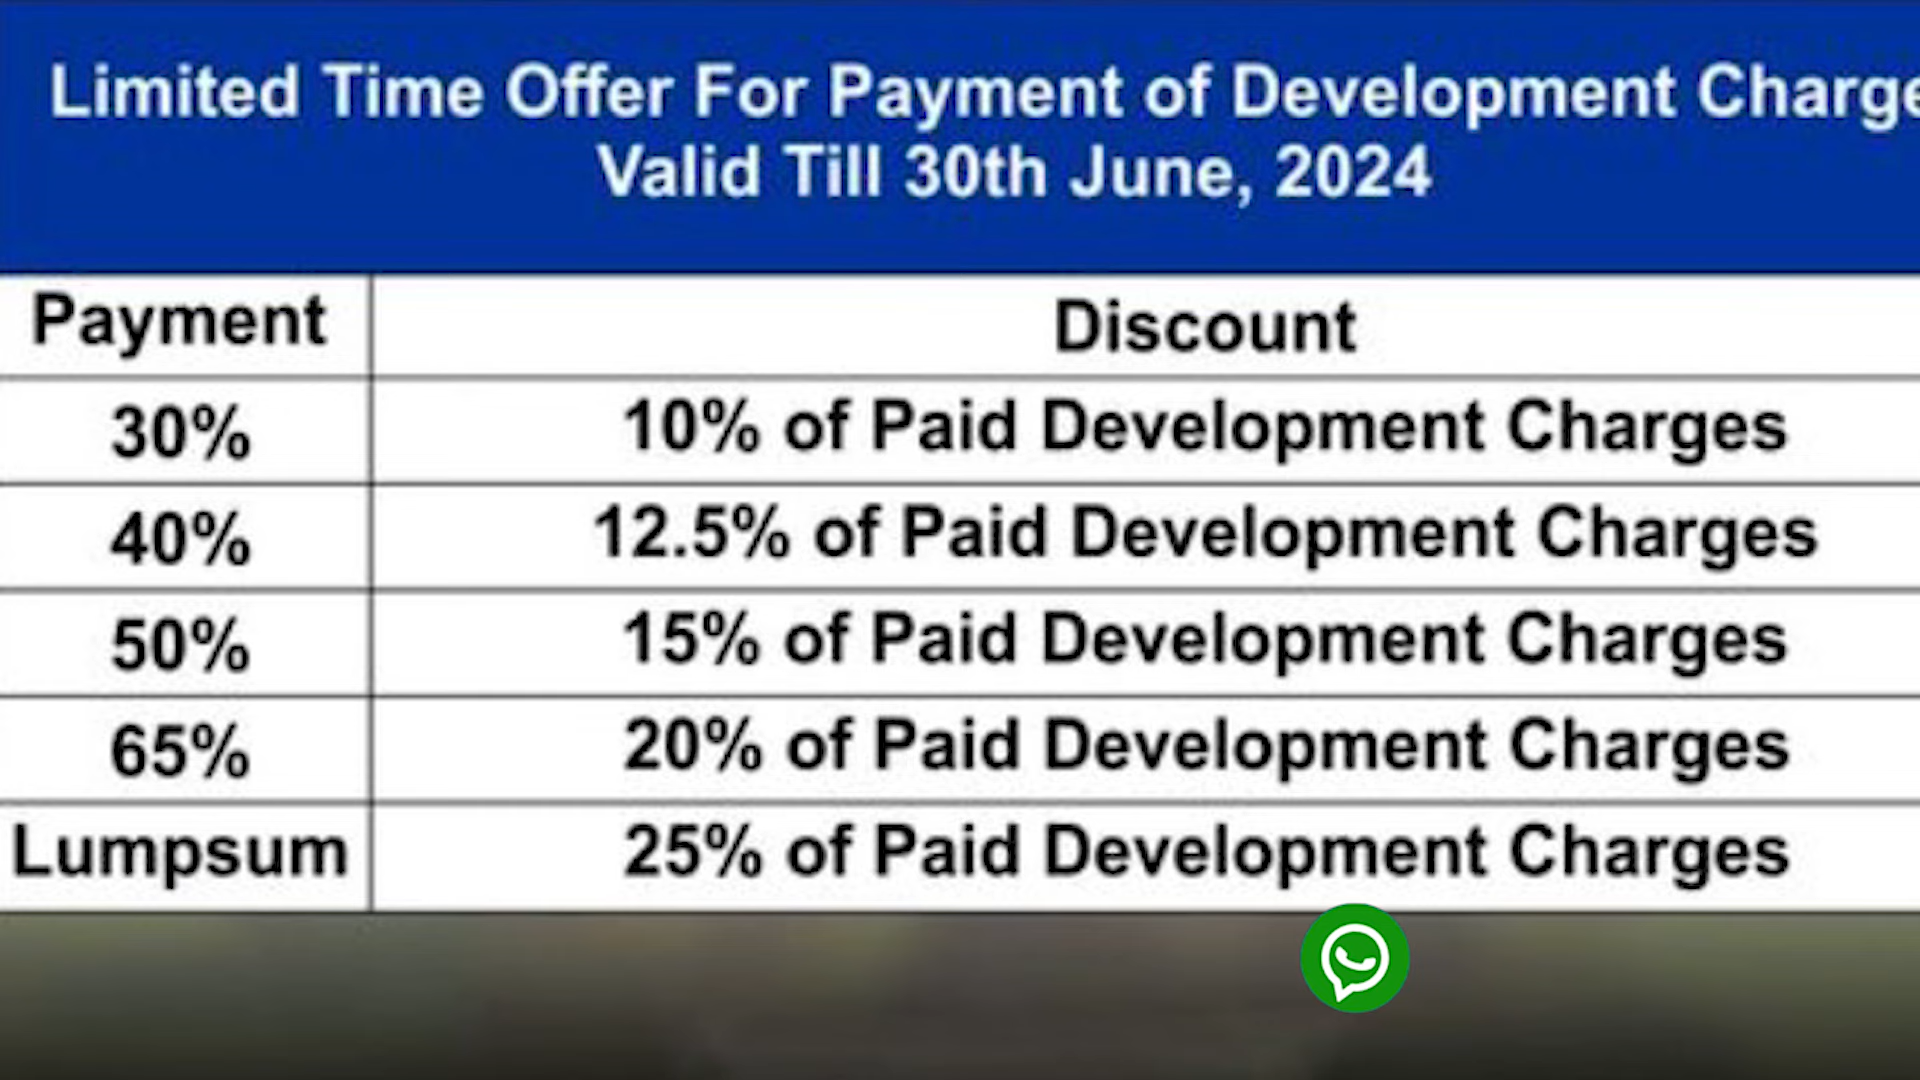 Limited Time Offer For Payment of Development Charge
Valid Till 30th June, 2024
Payment Discount
30% 10% of Paid Development Charges
40% 12.5% of Paid Development Charges
50% 15% of Paid Development Charges
65% 20% of Paid Development Charges
Lumpsum 25% of Paid Development Charges